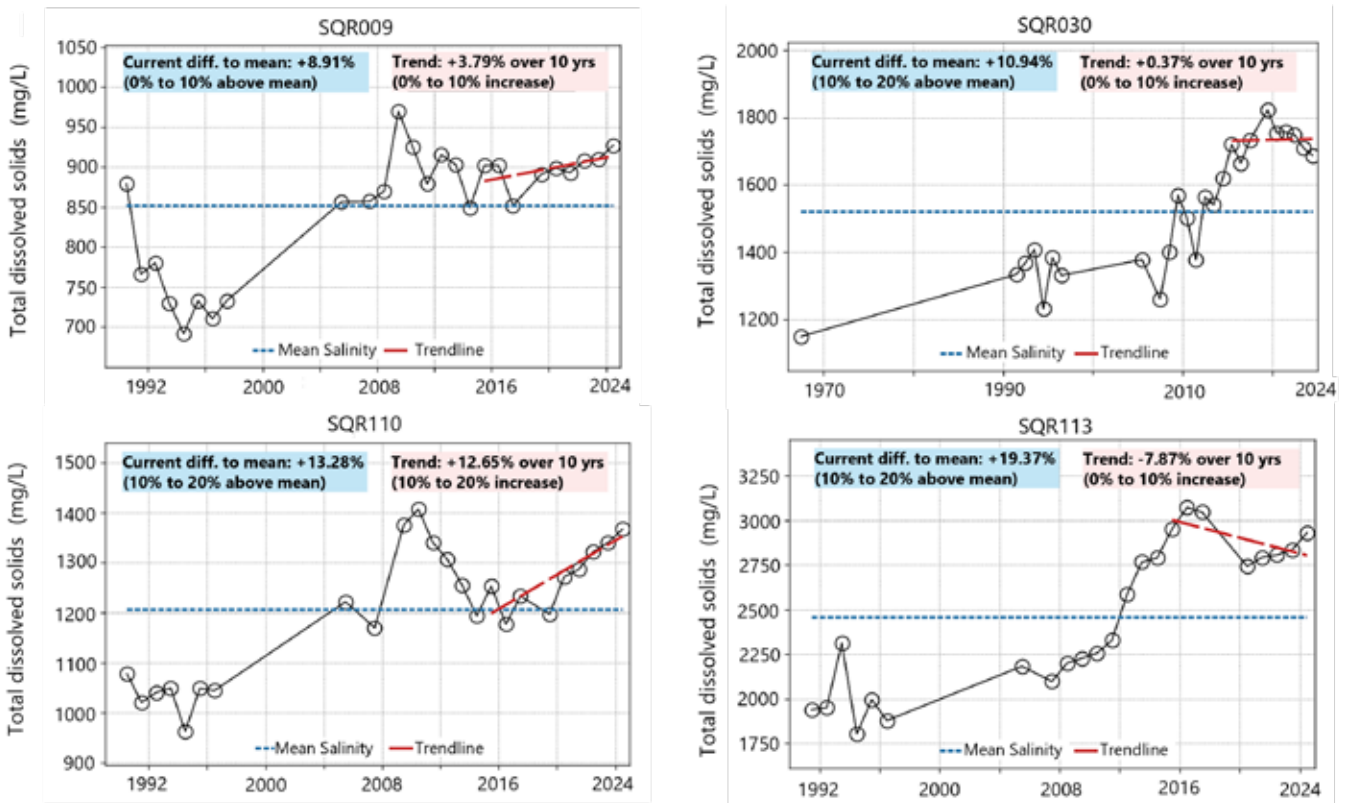 SQR009
Total dissolved solids (mg/L)
1050
1000
950
900
850
800
750
700
Current diff. to mean: +8.91%
(0% to 10% above mean)
Trend: +3.79% over 10 yrs
(0% to 10% increase)
Mean Salinity
Trendline
1992
2000
2008
2016
2024
SQR030
Total dissolved solids (mg/L)
2000
1800
1600
1400
1200
Current diff. to mean: +10.94%
(10% to 20% above mean)
Trend: +0.37% over 10 yrs
(0% to 10% increase)
Mean Salinity
Trendline
1970
1990
2010
2024
SQR110
Total dissolved solids (mg/L)
1500
1400
1300
1200
1100
1000
900
Current diff. to mean: +13.28%
(10% to 20% above mean)
Trend: +12.65% over 10 yrs
(10% to 20% increase)
Mean Salinity
Trendline
1992
2000
2008
2016
2024
SQR113
Total dissolved solids (mg/L)
3250
3000
2750
2500
2250
2000
1750
Current diff. to mean: +19.37%
(10% to 20% above mean)
Trend: -7.87% over 10 yrs
(0% to 10% increase)
Mean Salinity
Trendline
1992
2000
2008
2016
2024